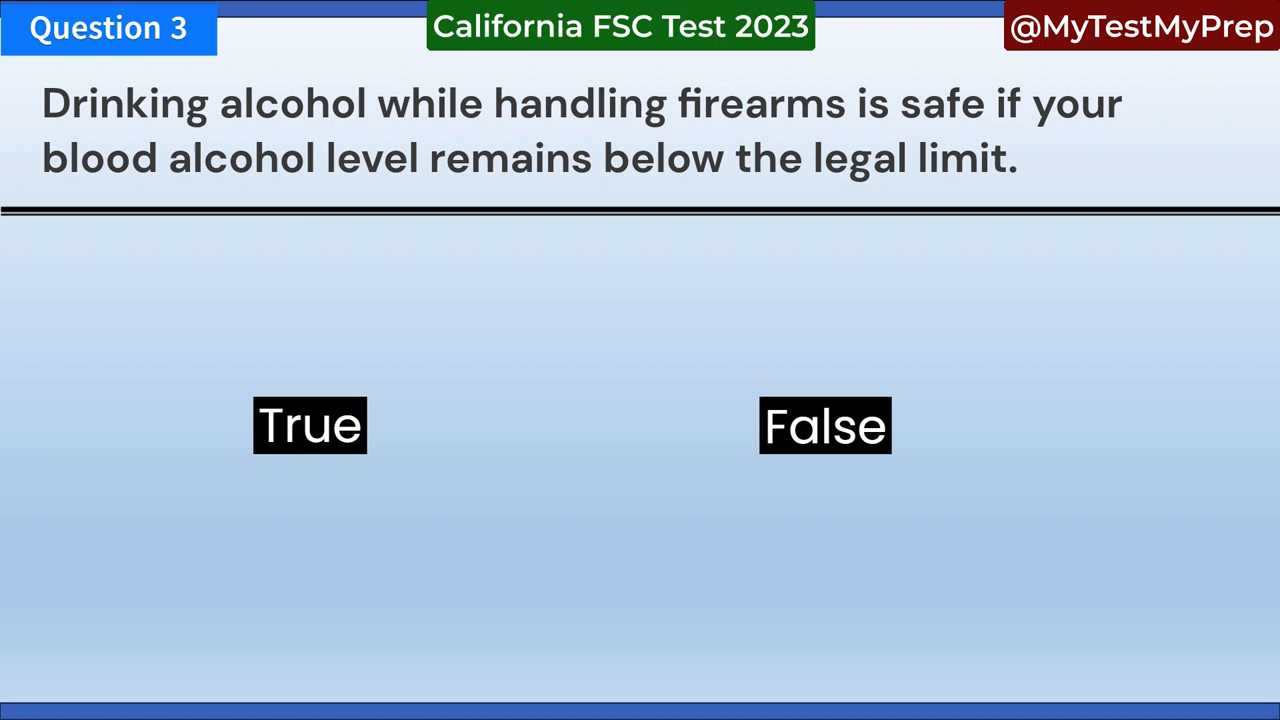 Question 3
California FSC Test 2023
@MyTestMyPrep
Drinking alcohol while handling firearms is safe if your
blood alcohol level remains below the legal limit.
True
False